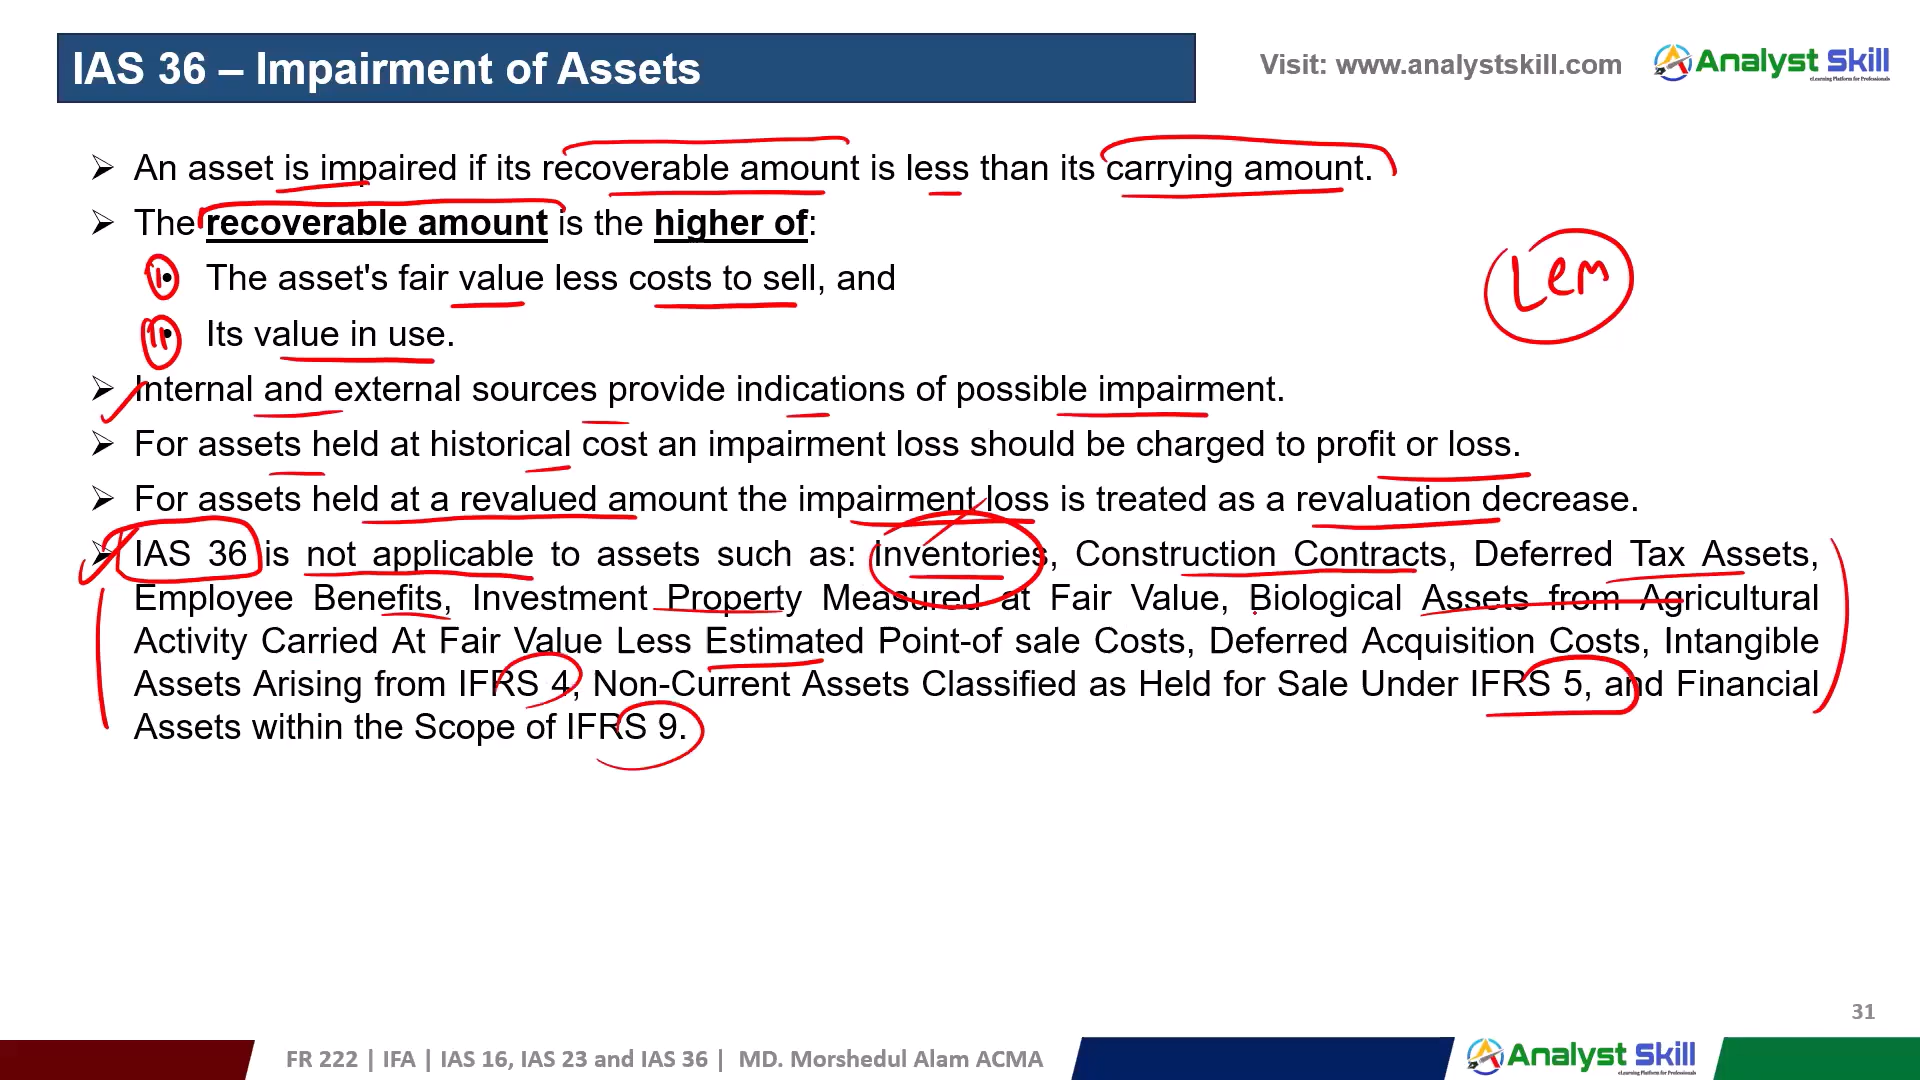 IAS 36 – Impairment of Assets
Visit: www.analystskill.com
Analyst Skill
eLearning Platform for Professionals
An asset is impaired if its recoverable amount is less than its carrying amount.
The recoverable amount is the higher of:
The asset's fair value less costs to sell, and
Its value in use.
Lem
Internal and external sources provide indications of possible impairment.
For assets held at historical cost an impairment loss should be charged to profit or loss.
For assets held at a revalued amount the impairment loss is treated as a revaluation decrease.
IAS 36 is not applicable to assets such as: Inventories, Construction Contracts, Deferred Tax Assets,
Employee Benefits, Investment Property Measured at Fair Value, Biological Assets from Agricultural
Activity Carried At Fair Value Less Estimated Point-of sale Costs, Deferred Acquisition Costs, Intangible
Assets Arising from IFRS 4, Non-Current Assets Classified as Held for Sale Under IFRS 5, and Financial
Assets within the Scope of IFRS 9.
31
FR 222 | IFA | IAS 16, IAS 23 and IAS 36 | MD. Morshedul Alam ACMA
Analyst Skill
eLearning Platform for Professionals